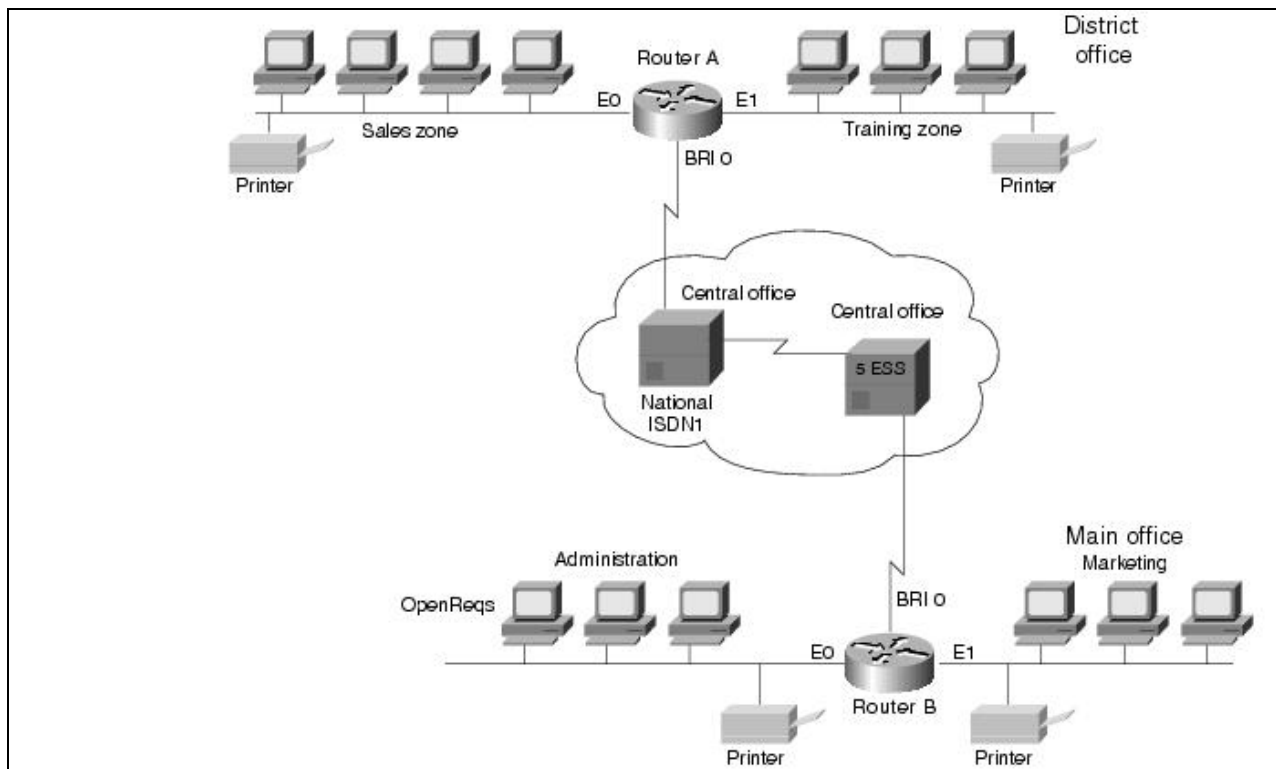 District
office
Router A
E0
E1
Sales zone
Training zone
BRI 0
Printer
Printer
Central office
Central office
5 ESS
National
ISDN1
Main office
Administration
Marketing
OpenReqs
BRI 0
E0
E1
Router B
Printer
Printer